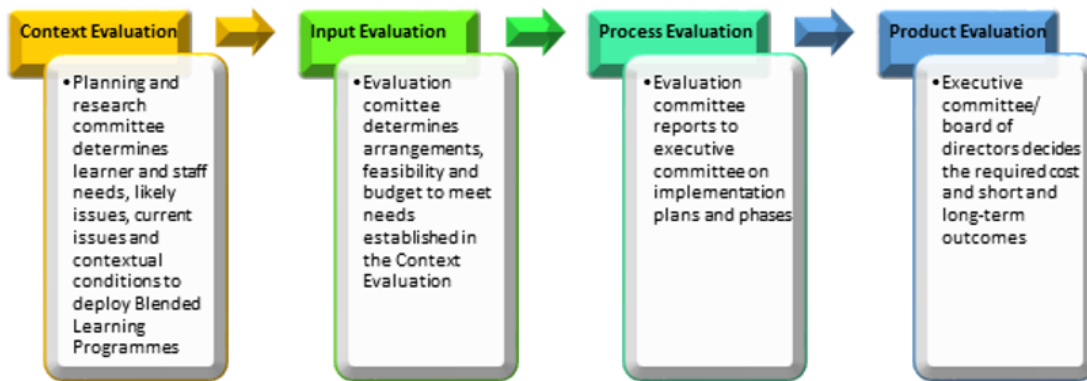 Context Evaluation
•Planning and
research
committee
determines
learner and staff
needs, likely
issues, current
issues and
contextual
conditions to
deploy Blended
Learning
Programmes
Input Evaluation
•Evaluation
comittee
determines
arrangements,
feasibility and
budget to meet
needs
established in
the Context
Evaluation
Process Evaluation
•Evaluation
committee
reports to
executive
committee on
implementation
plans and phases
Product Evaluation
•Executive
committee/
board of
directors decides
the required cost
and short and
long-term
outcomes